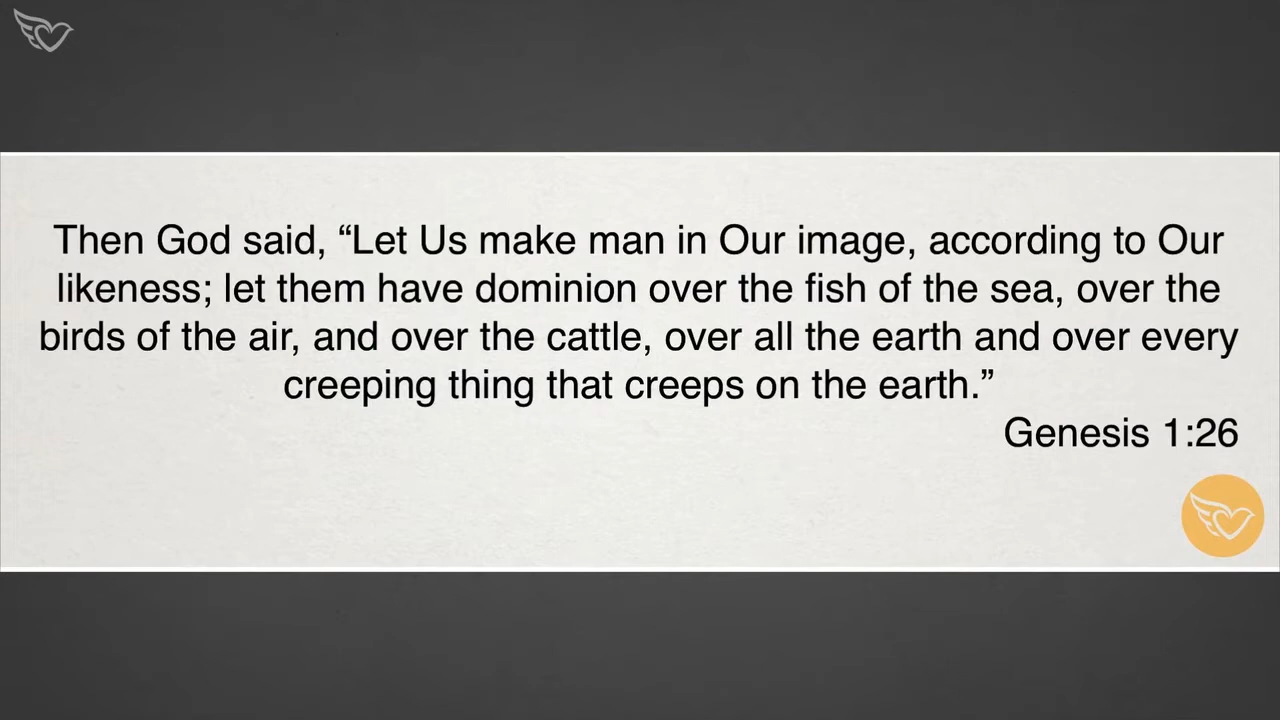 Then God said, “Let Us make man in Our image, according to Our
likeness; let them have dominion over the fish of the sea, over the
birds of the air, and over the cattle, over all the earth and over every
creeping thing that creeps on the earth.”
Genesis 1:26